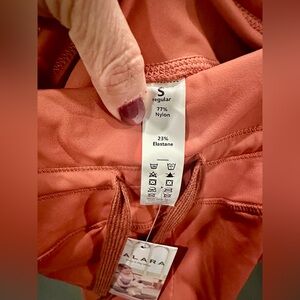 S
regular
77%
Nylon
23%
Elastane
ALARA